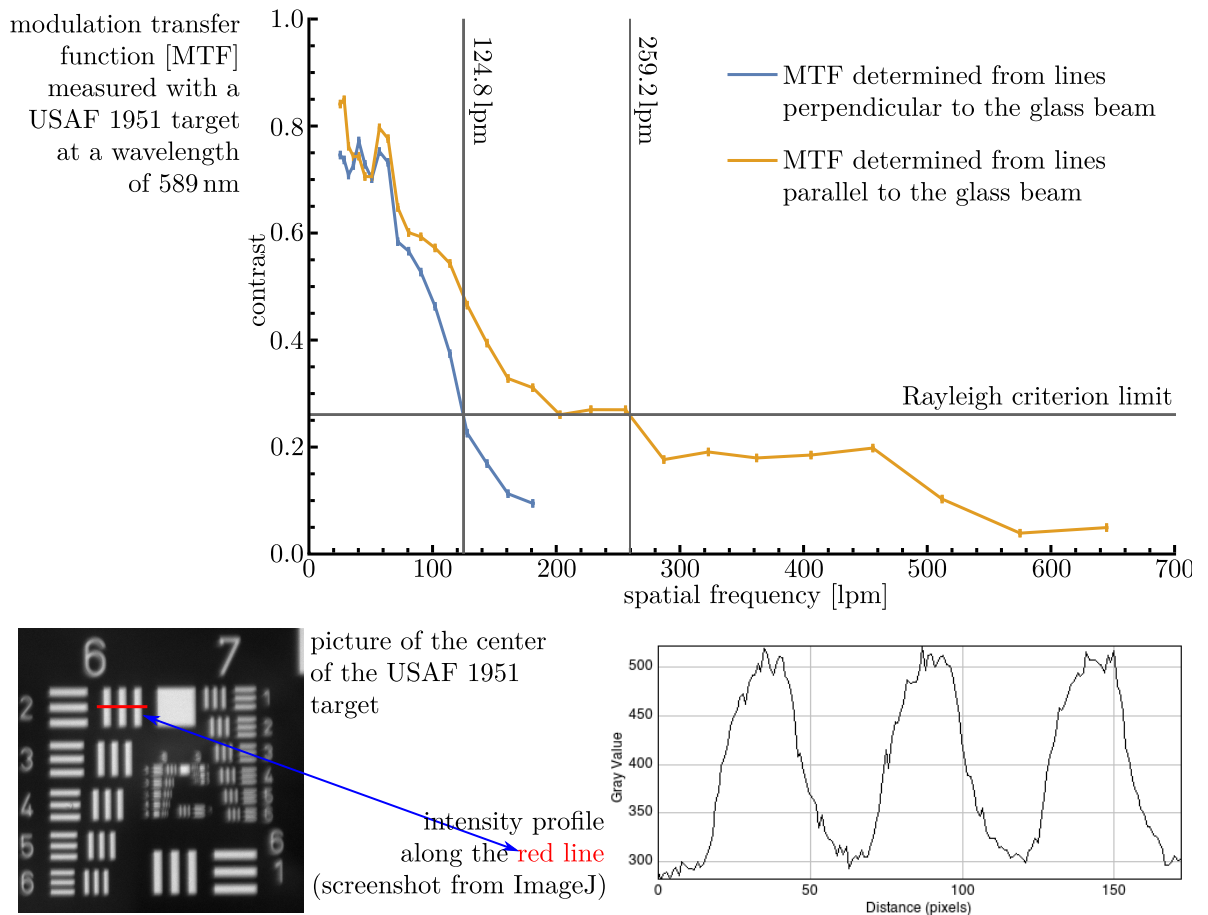 modulation transfer
function [MTF]
measured with a
USAF 1951 target
at a wavelength
of 589 nm
contrast
1.0
0.8
0.6
0.4
0.2
0.0
124.8 lpm
259.2 lpm
MTF determined from lines
perpendicular to the glass beam
MTF determined from lines
parallel to the glass beam
Rayleigh criterion limit
0
100
200
300
400
500
600
700
spatial frequency [lpm]
6
7
2
3
4
5
6
1
2
3
4
5
6
6
1
picture of the center
of the USAF 1951
target
intensity profile
along the red line
(screenshot from ImageJ)
Gray Value
500
450
400
350
300
0
50
100
150
Distance (pixels)